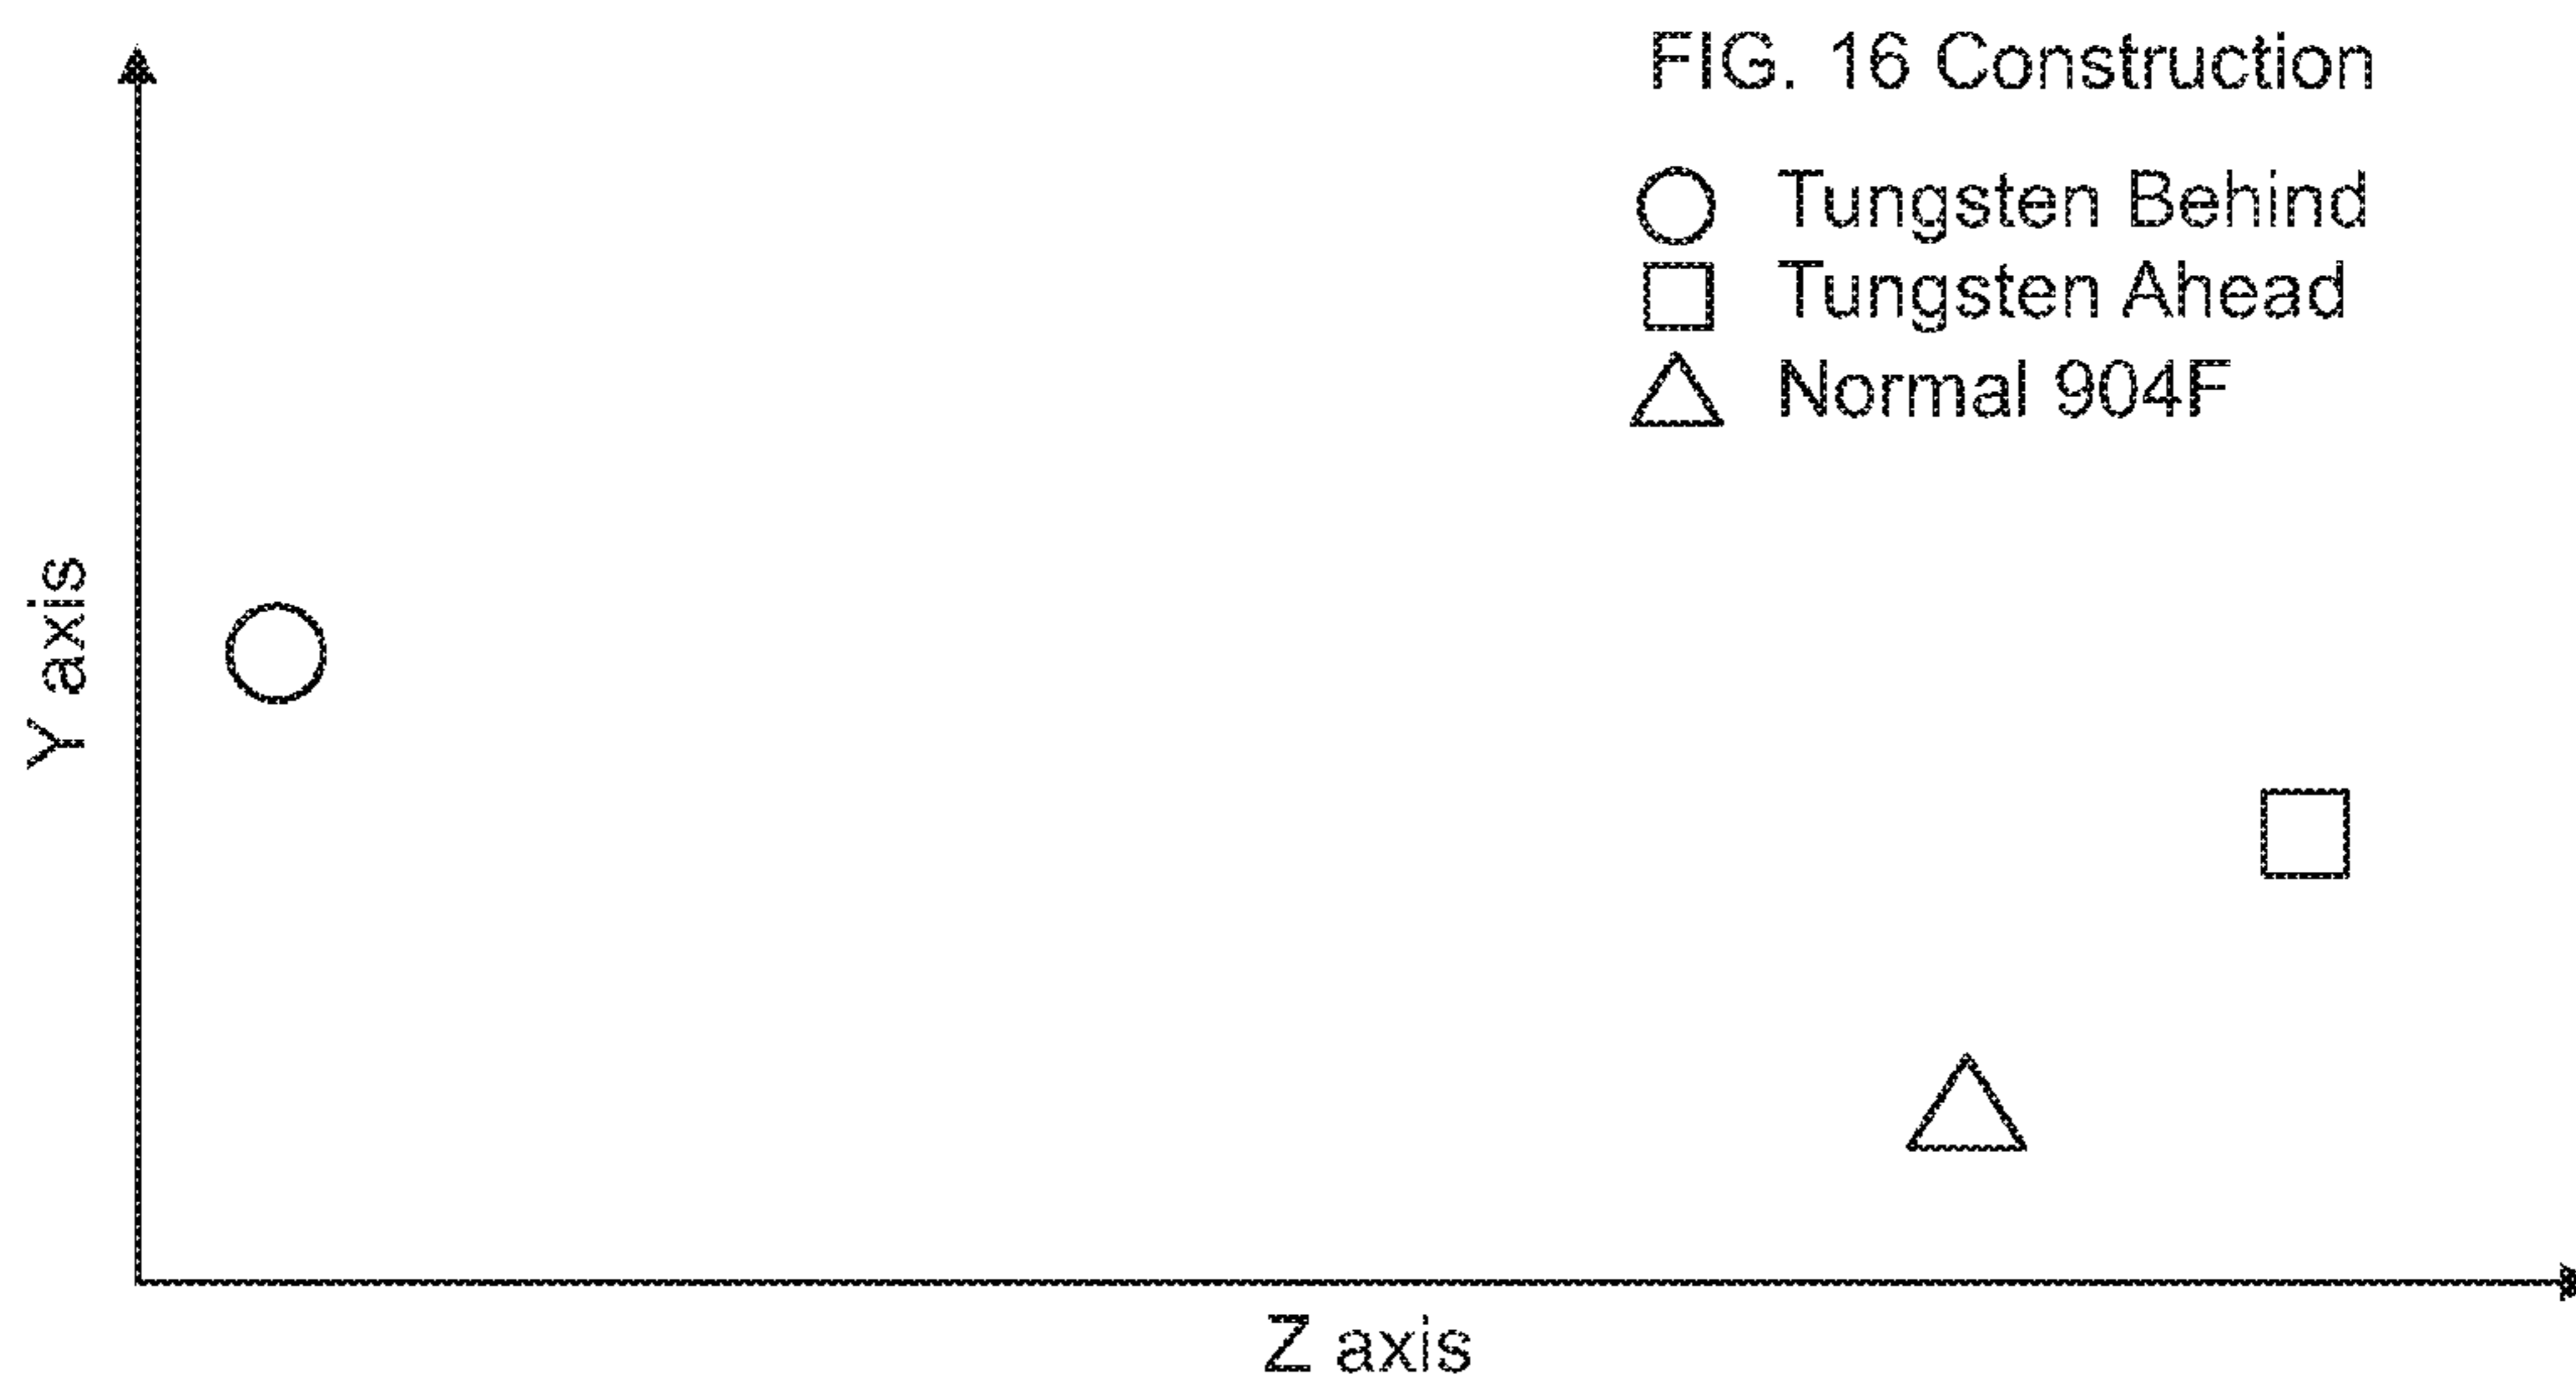 FIG. 16 Construction
Tungsten Behind
Tungsten Ahead
Normal 904F
Y axis
Z axis